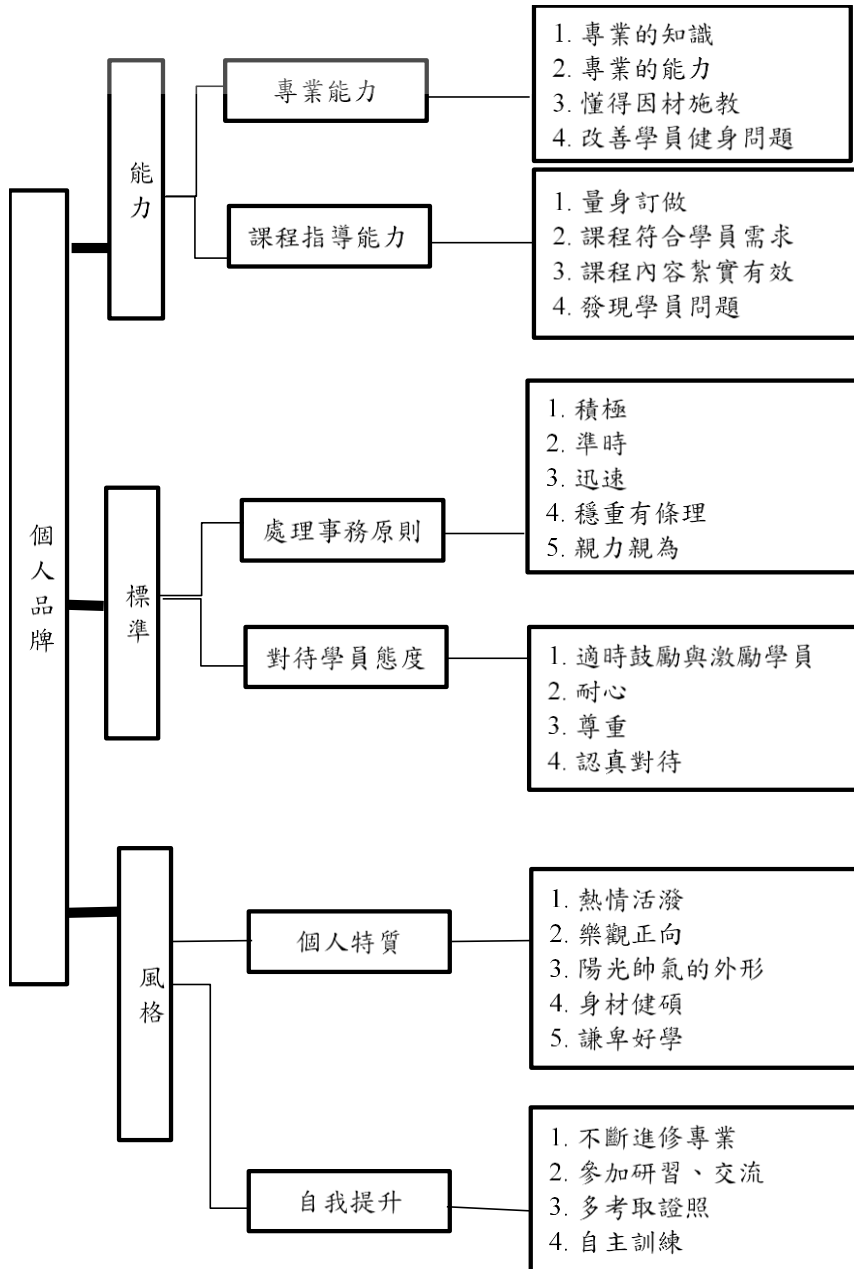 個人品牌
能力
專業能力
1. 專業的知識
2. 專業的能力
3. 懂得因材施教
4. 改善學員健身問題
課程指導能力
1. 量身訂做
2. 課程符合學員需求
3. 課程內容紮實有效
4. 發現學員問題
標準
處理事務原則
1. 積極
2. 準時
3. 迅速
4. 穩重有條理
5. 親力親為
對待學員態度
1. 適時鼓勵與激勵學員
2. 耐心
3. 尊重
4. 認真對待
風格
個人特質
1. 熱情活潑
2. 樂觀正向
3. 陽光帥氣的外形
4. 身材健碩
5. 謙卑好學
自我提升
1. 不斷進修專業
2. 參加研習、交流
3. 多考取證照
4. 自主訓練